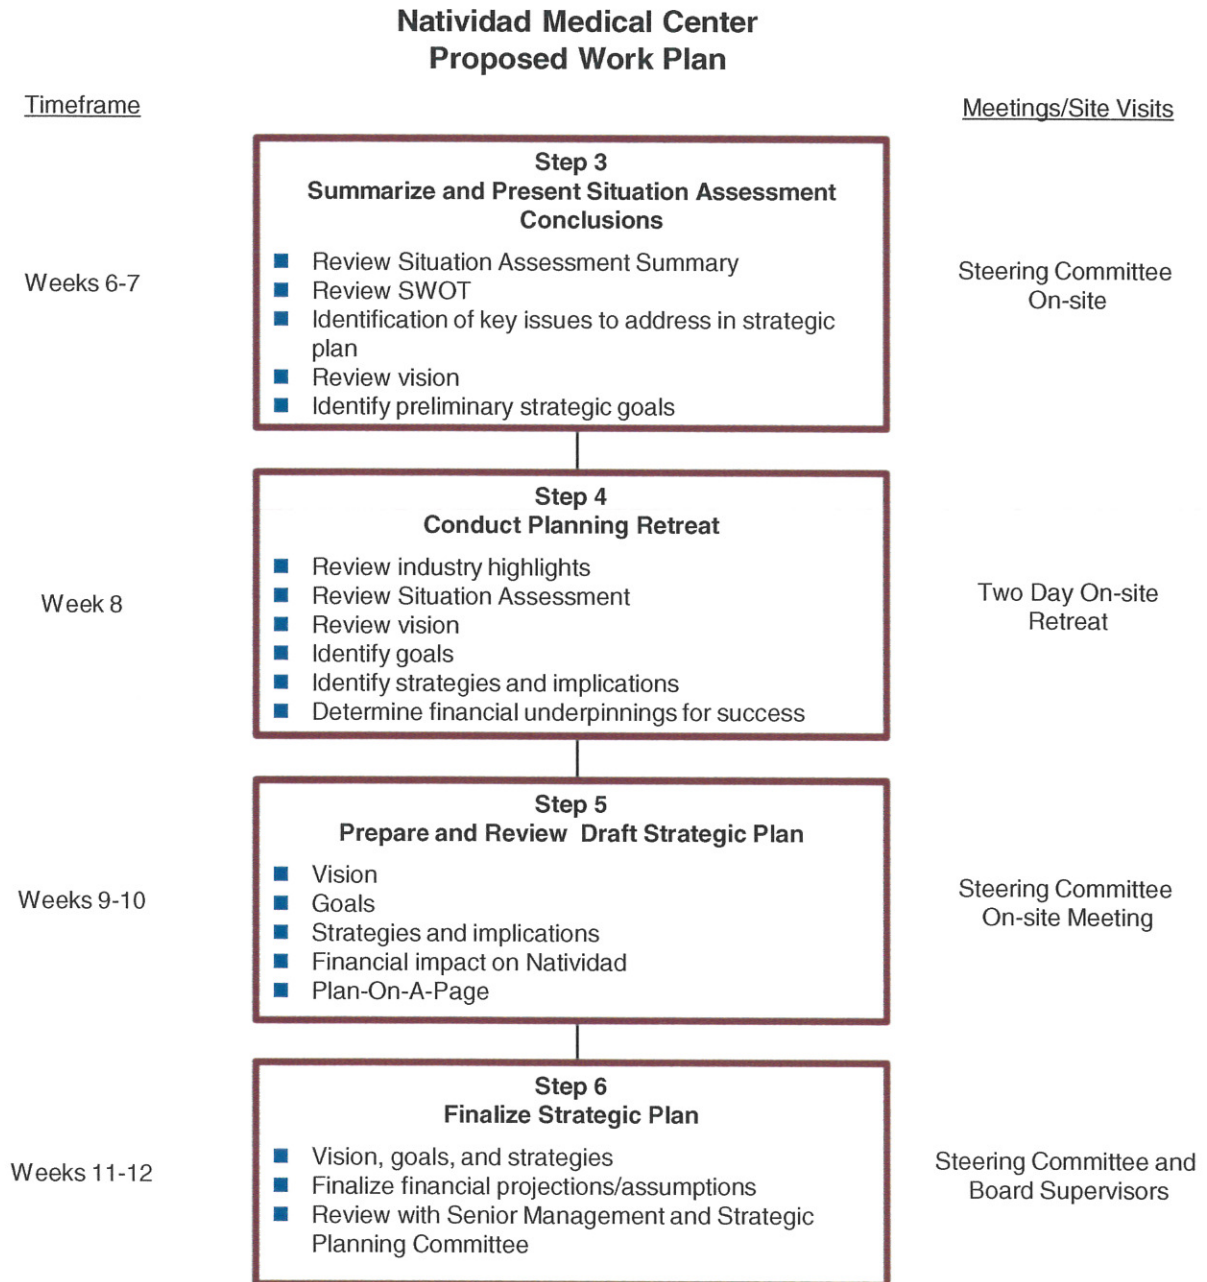 Natividad Medical Center
Proposed Work Plan
Timeframe
Meetings/Site Visits
Step 3
Summarize and Present Situation Assessment
Conclusions
Weeks 6-7
Review Situation Assessment Summary
Review SWOT
Identification of key issues to address in strategic
plan
Review vision
Identify preliminary strategic goals
Steering Committee
On-site
Step 4
Conduct Planning Retreat
Week 8
Review industry highlights
Review Situation Assessment
Review vision
Identify goals
Identify strategies and implications
Determine financial underpinnings for success
Two Day On-site
Retreat
Step 5
Prepare and Review Draft Strategic Plan
Weeks 9-10
Vision
Goals
Strategies and implications
Financial impact on Natividad
Plan-On-A-Page
Steering Committee
On-site Meeting
Step 6
Finalize Strategic Plan
Weeks 11-12
Vision, goals, and strategies
Finalize financial projections/assumptions
Review with Senior Management and Strategic
Planning Committee
Steering Committee and
Board Supervisors